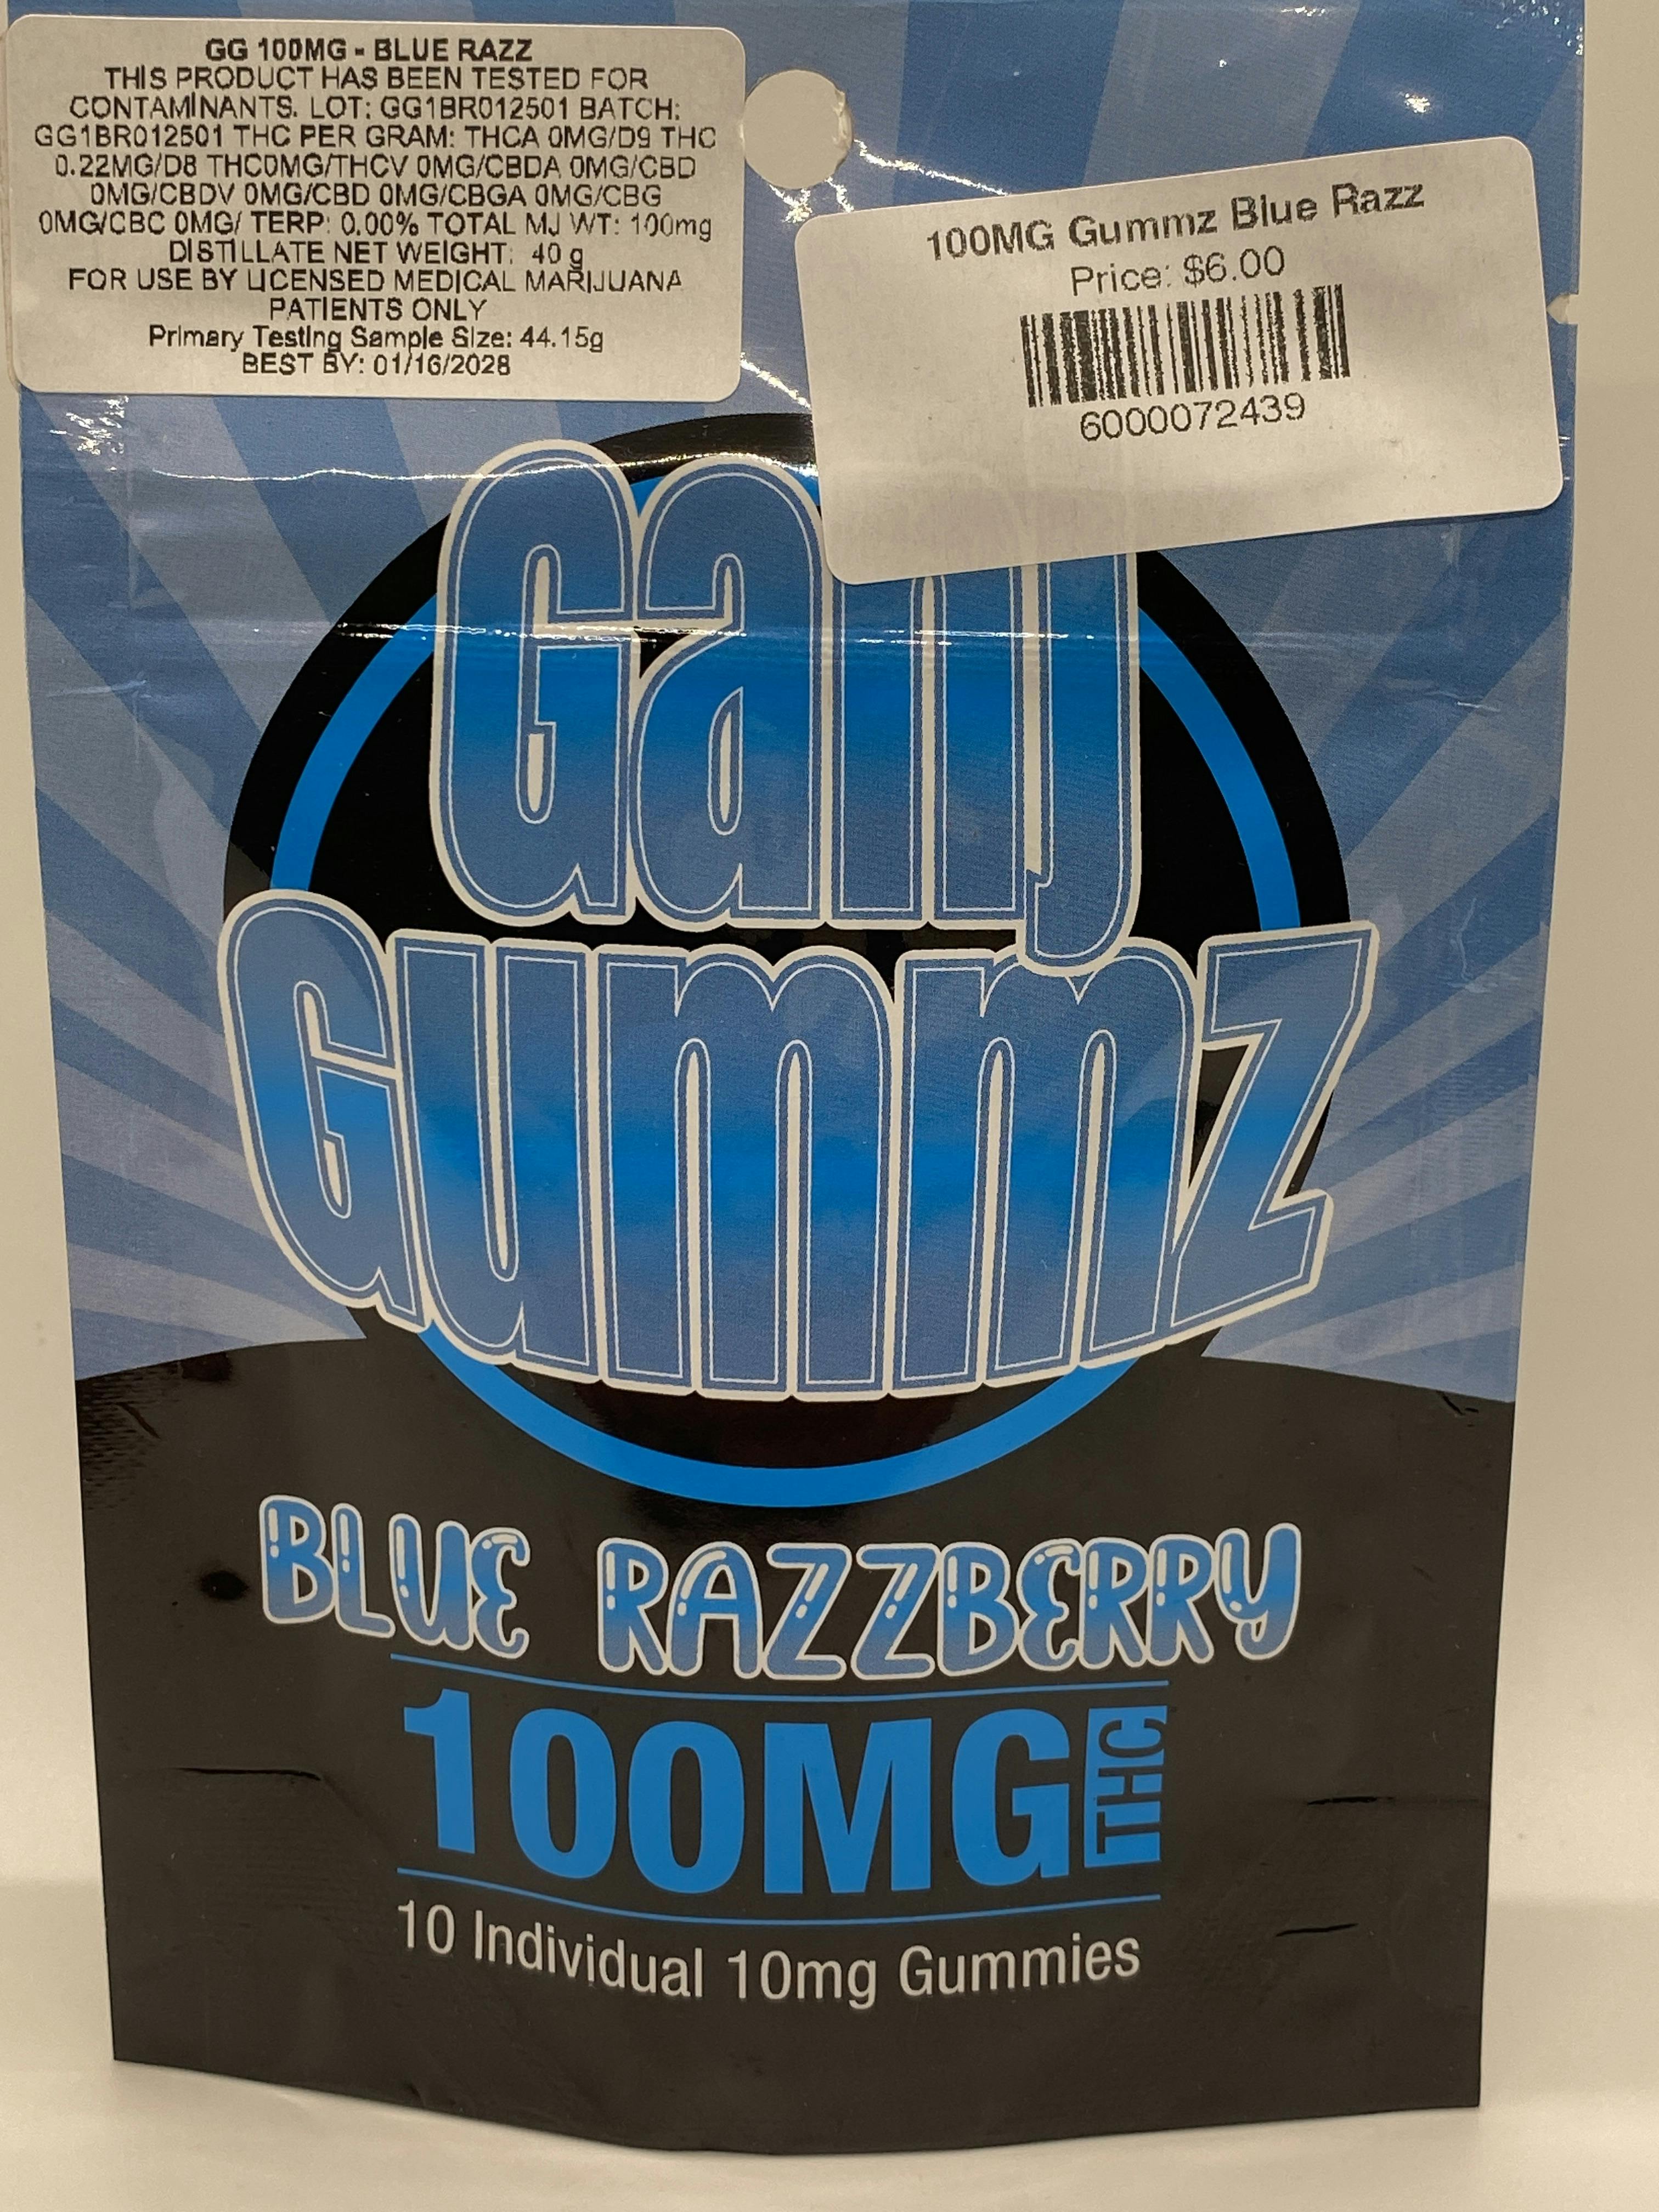 GG 100MG - BLUE RAZZ
THIS PRODUCT HAS BEEN TESTED FOR
CONTAMINANTS. LOT: GG1BR012501 BATCH:
GG1BR012501 THC PER GRAM: THCA 0MG/D9 THC
0.22MG/D8 THC0MG/THCV 0MG/CBDA 0MG/CBD
0MG/CBDV 0MG/CBD 0MG/CBGA 0MG/CBG
0MG/CBC 0MG/ TERP: 0.00% TOTAL MJ WT: 100mg
DISTILLATE NET WEIGHT: 40 g
FOR USE BY LICENSED MEDICAL MARIJUANA
PATIENTS ONLY
Primary Testing Sample Size: 44.15g
BEST BY: 01/16/2028
100MG Gummz Blue Razz
Price: $6.00
6000072439
Ganj
Gummz
BLUE RAZZBERRY
100MG THC
10 Individual 10mg Gummies